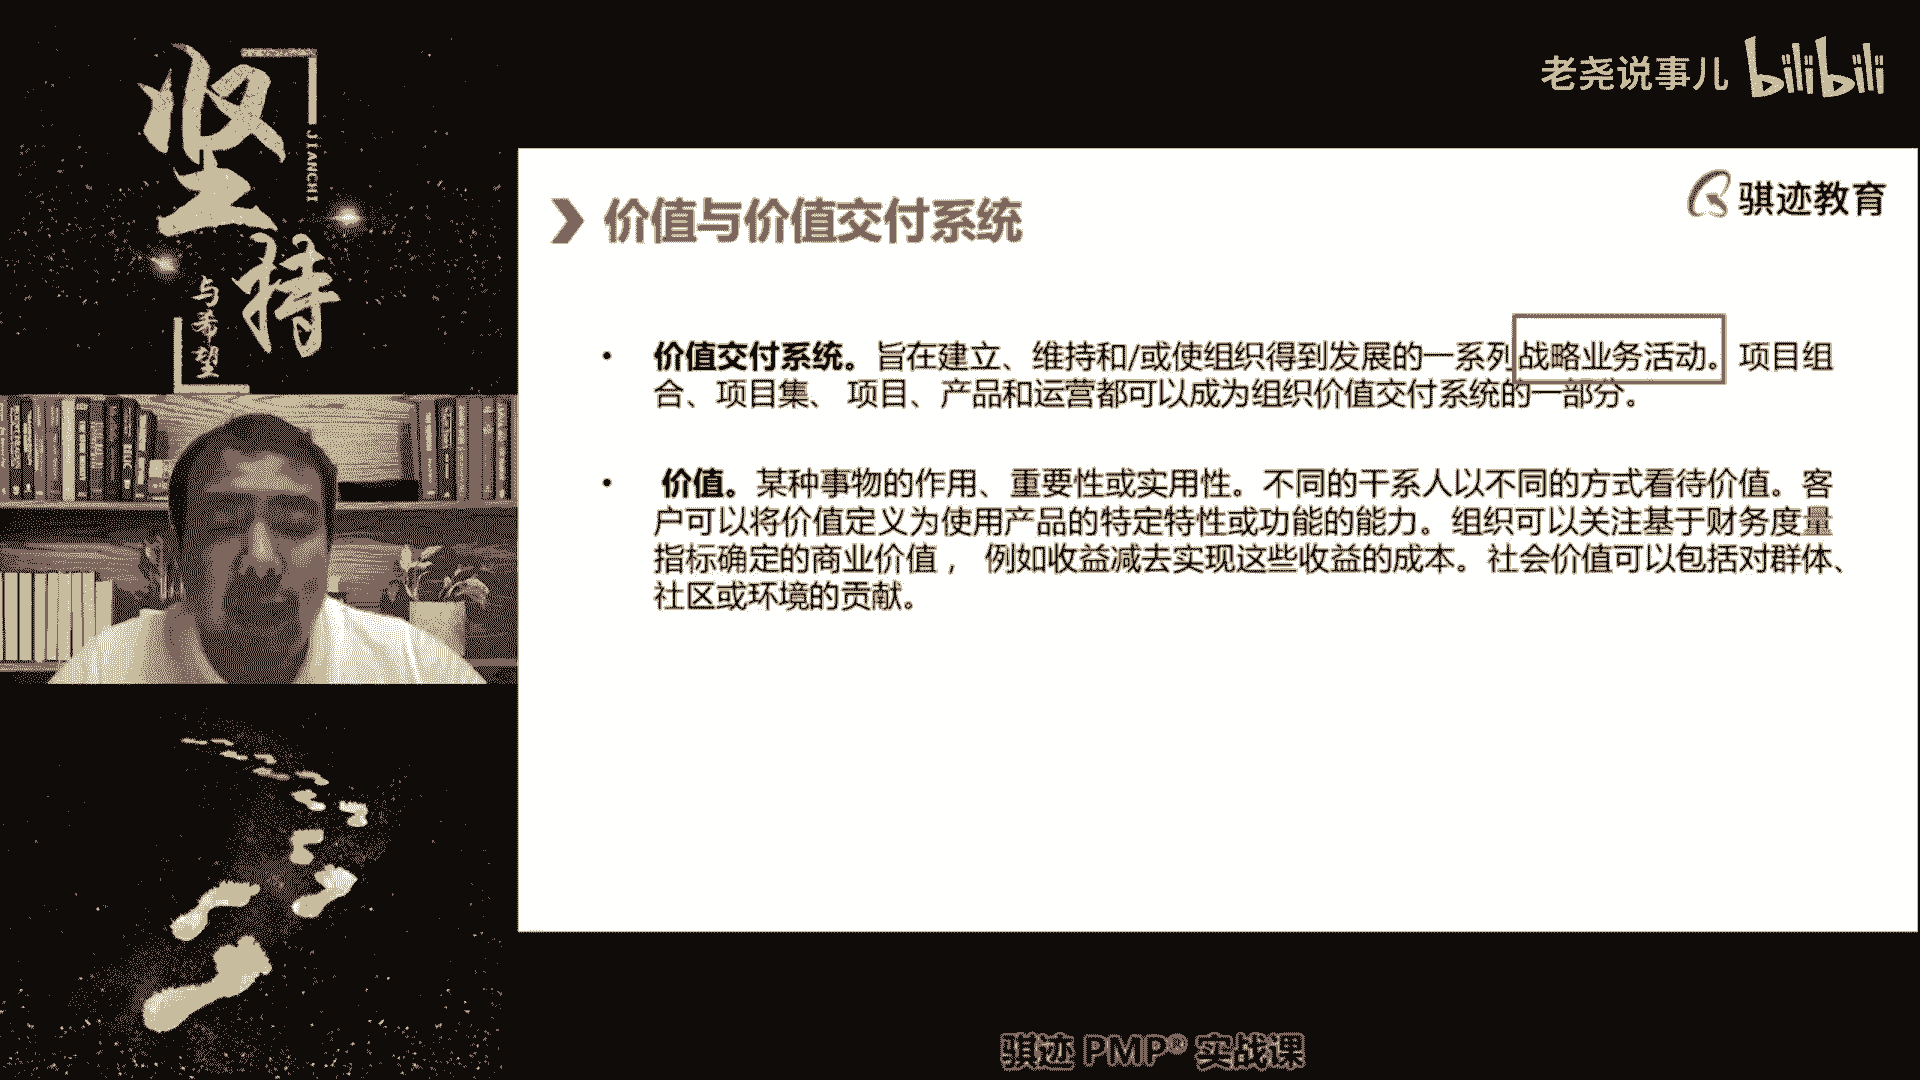 坚持
JIANCHI
与希望
老尧说事儿 bilibili
骐迹教育
价值与价值交付系统
• 价值交付系统。旨在建立、维持和/或使组织得到发展的一系列战略业务活动。项目组
合、项目集、 项目、产品和运营都可以成为组织价值交付系统的一部分。
• 价值。某种事物的作用、重要性或实用性。不同的干系人以不同的方式看待价值。客
户可以将价值定义为使用产品的特定特性或功能的能力。组织可以关注基于财务度量
指标确定的商业价值， 例如收益减去实现这些收益的成本。社会价值可以包括对群体、
社区或环境的贡献。
骐迹 PMP® 实战课